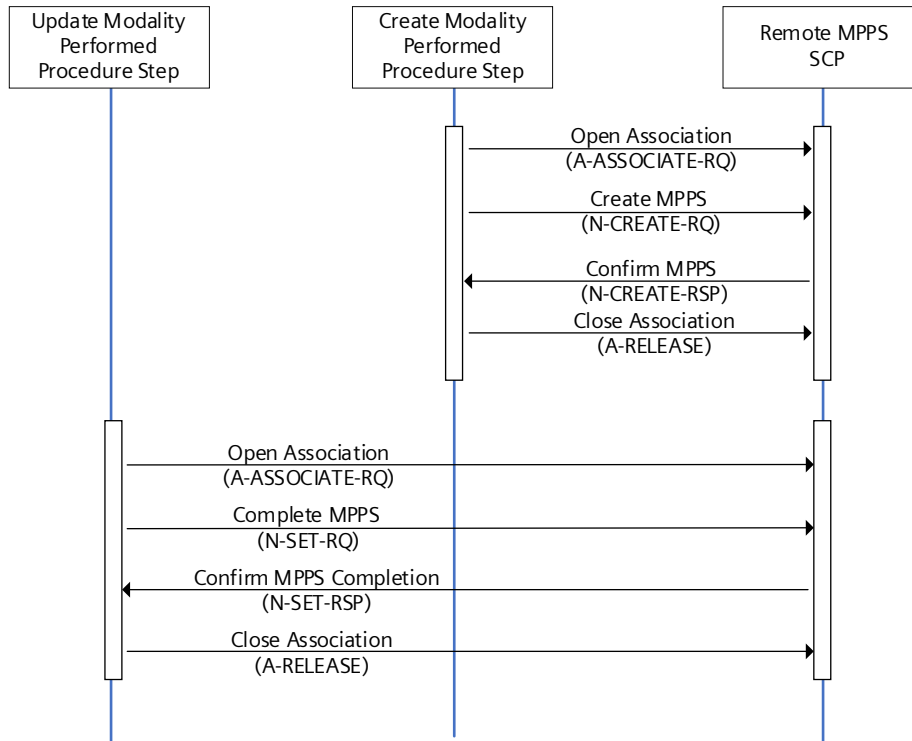 Update Modality
Performed
Procedure Step
Create Modality
Performed
Procedure Step
Remote MPPS
SCP
Open Association
(A-ASSOCIATE-RQ)
Create MPPS
(N-CREATE-RQ)
Confirm MPPS
(N-CREATE-RSP)
Close Association
(A-RELEASE)
Open Association
(A-ASSOCIATE-RQ)
Complete MPPS
(N-SET-RQ)
Confirm MPPS Completion
(N-SET-RSP)
Close Association
(A-RELEASE)